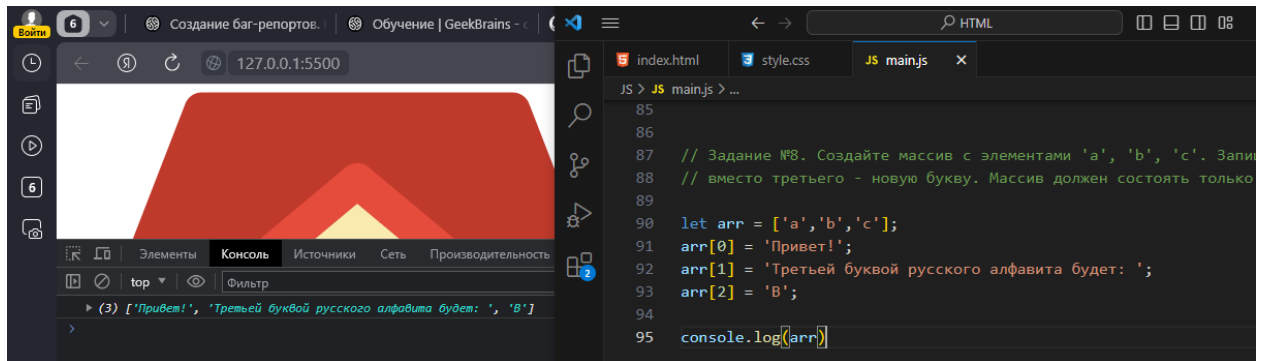 Войти
6
Создание баг-репортов.
Обучение | GeekBrains -
127.0.0.1:5500
6
Элементы Консоль Источники Сеть Производительность
top Фильтр
(3) ['Привет!', 'Третьей буквой русского алфавита будет: ', 'В']
HTML
index.html style.css JS main.js
JS > JS main.js > ...
85
86
87 // Задание №8. Создайте массив с элементами 'a', 'b', 'c'.
88 // вместо третьего - новую букву. Массив должен состоять только
89
90 let arr = ['a','b','c'];
91 arr[0] = 'Привет!';
92 arr[1] = 'Третьей буквой русского алфавита будет: ';
93 arr[2] = 'В';
94
95 console.log(arr)
2